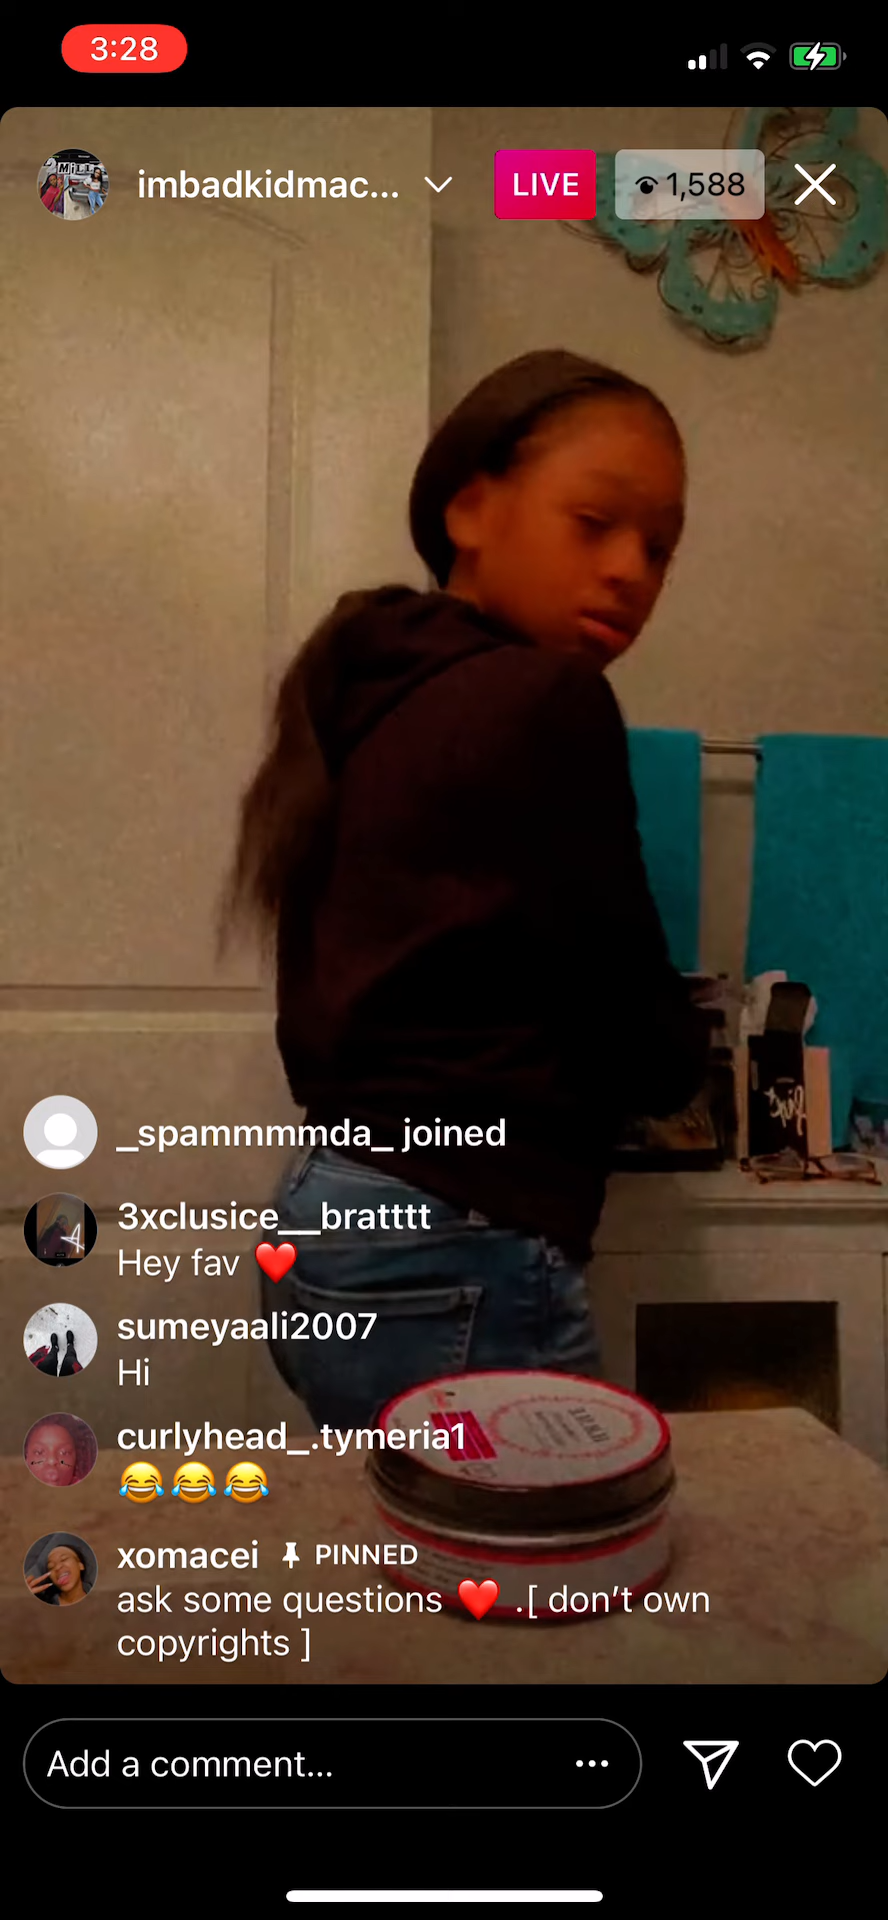 3:28
imbadkidmac...
LIVE
1,588
_spammmmda_ joined
3xclusice__bratttt
Hey fav ❤️
sumeyaali2007
Hi
curlyhead_.tymeria1
😂😂😂
xomacei PINNED
ask some questions ❤️ .[ don’t own
copyrights ]
Add a comment...